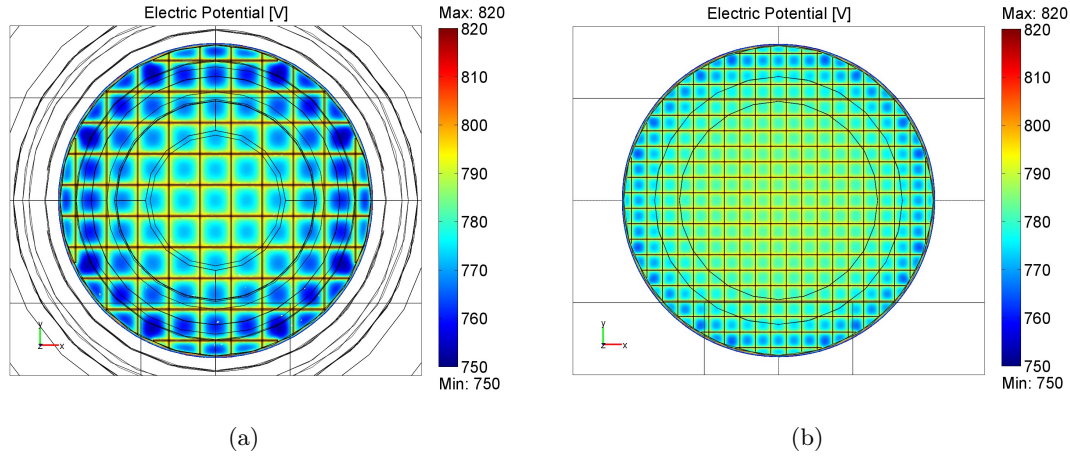 Electric Potential [V]
Max: 820
820
810
800
790
780
770
760
750
Min: 750
y
z
x
(a)
Electric Potential [V]
Max: 820
820
810
800
790
780
770
760
750
Min: 750
y
z
x
(b)